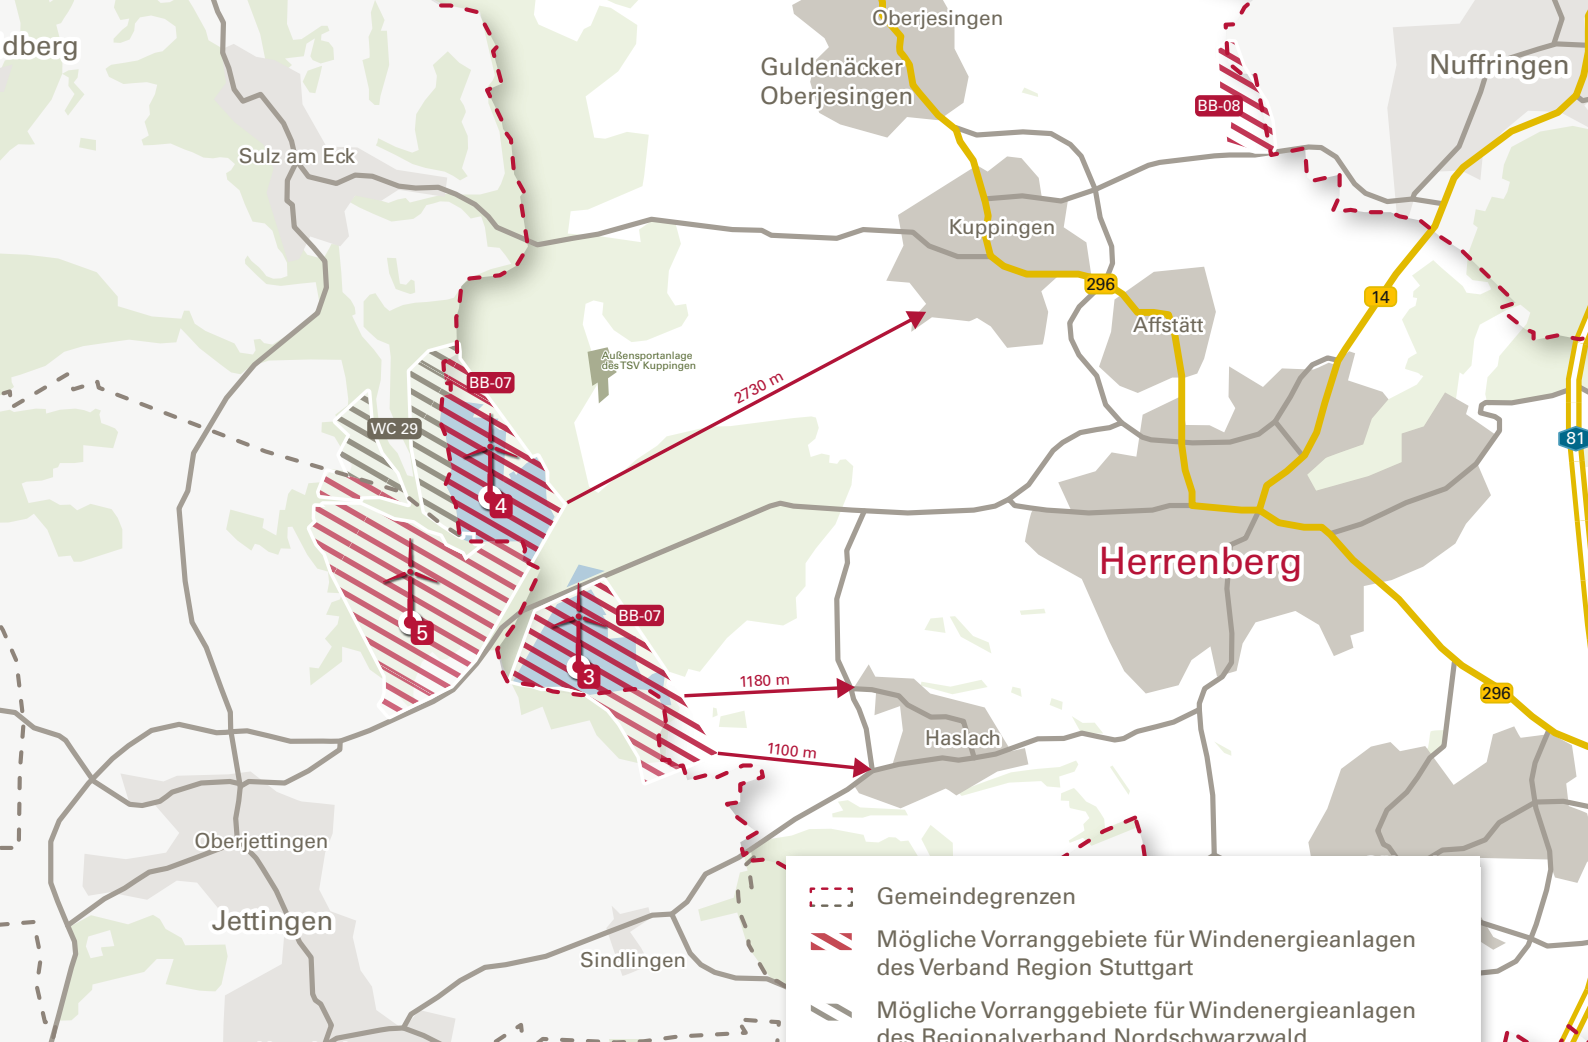 Oberjesingen
dberg
Guldenäcker
Oberjesingen
Nuffringen
BB-08
Sulz am Eck
Kuppingen
296
14
Affstätt
Außensportanlage
des TSV Kuppingen
BB-07
2730 m
WC 29
81
4
Herrenberg
BB-07
5
3
1180 m
296
Haslach
1100 m
Oberjettingen
Jettingen
Sindlingen
Gemeindegrenzen
Mögliche Vorranggebiete für Windenergieanlagen
des Verband Region Stuttgart
Mögliche Vorranggebiete für Windenergieanlagen
des Regionalverband Nordschwarzwald